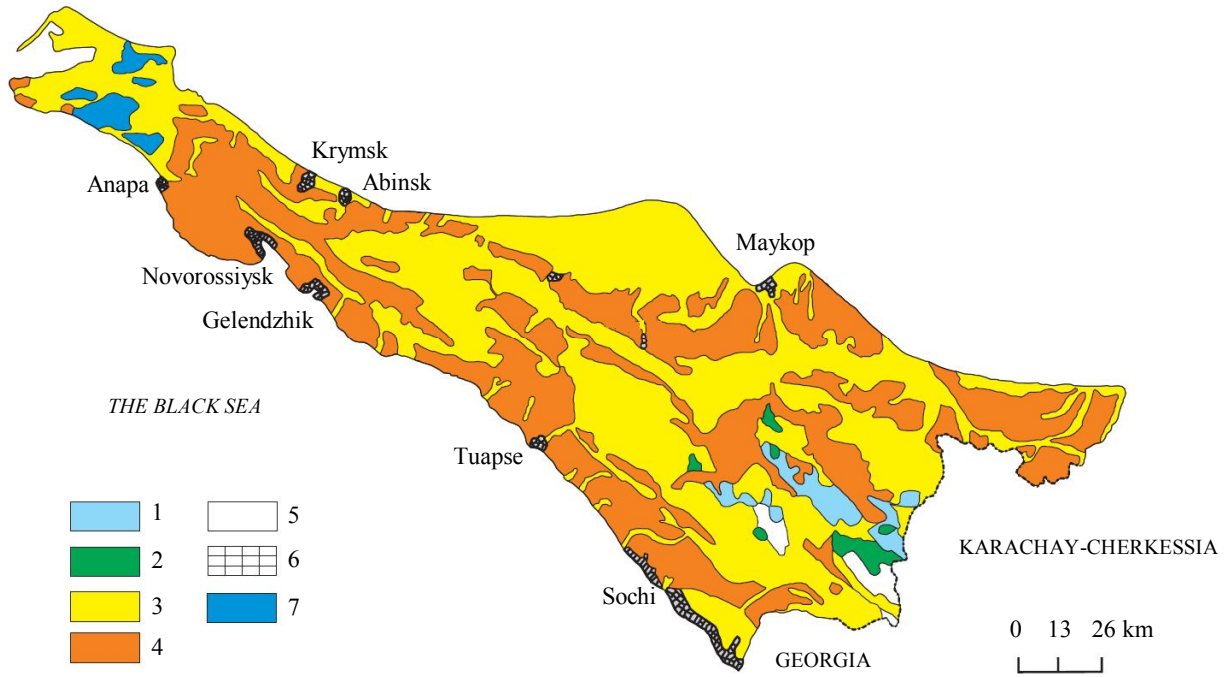 Krymsk
Abinsk
Anapa
Maykop
Novorossiysk
Gelendzhik
THE BLACK SEA
Tuapse
1 5
2 6
3 7
4
KARACHAY-CHERKESSIA
Sochi
0 13 26 km
GEORGIA